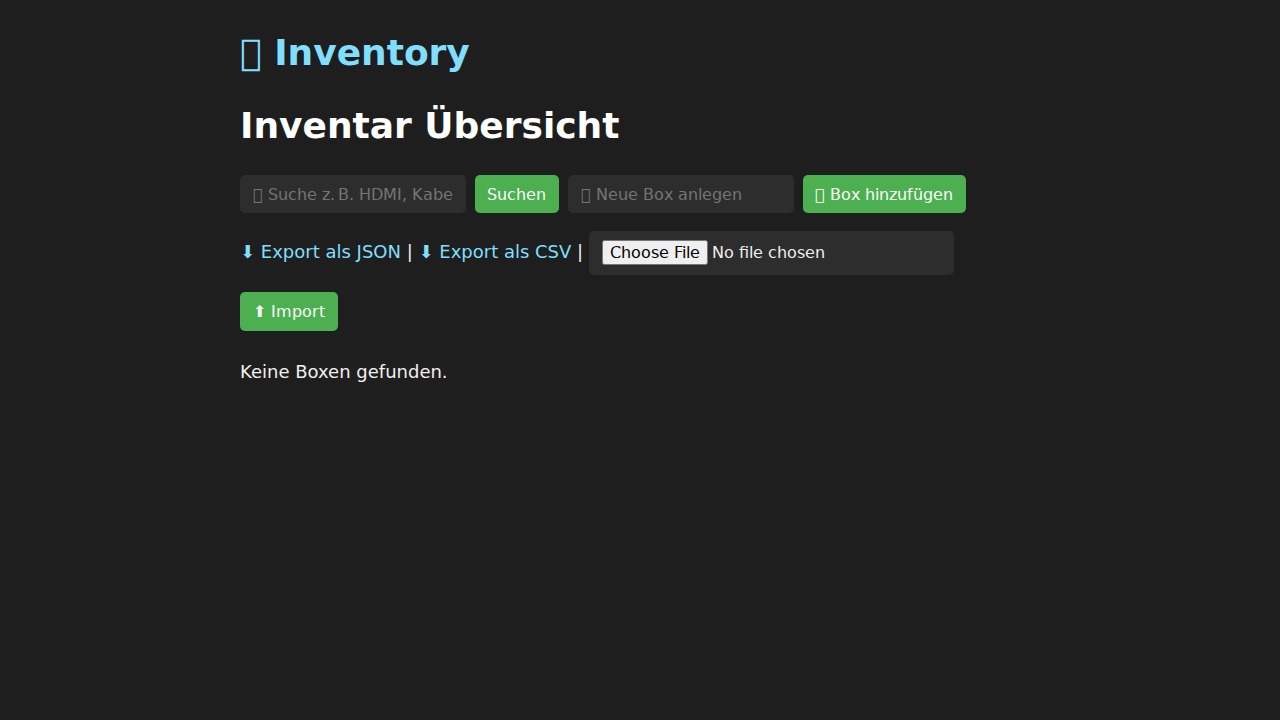 Inventory
Inventar Übersicht
Suche z. B. HDMI, Kabe Suchen Neue Box anlegen Box hinzufügen
⬇ Export als JSON | ⬇ Export als CSV | Choose File No file chosen
⬆ Import
Keine Boxen gefunden.